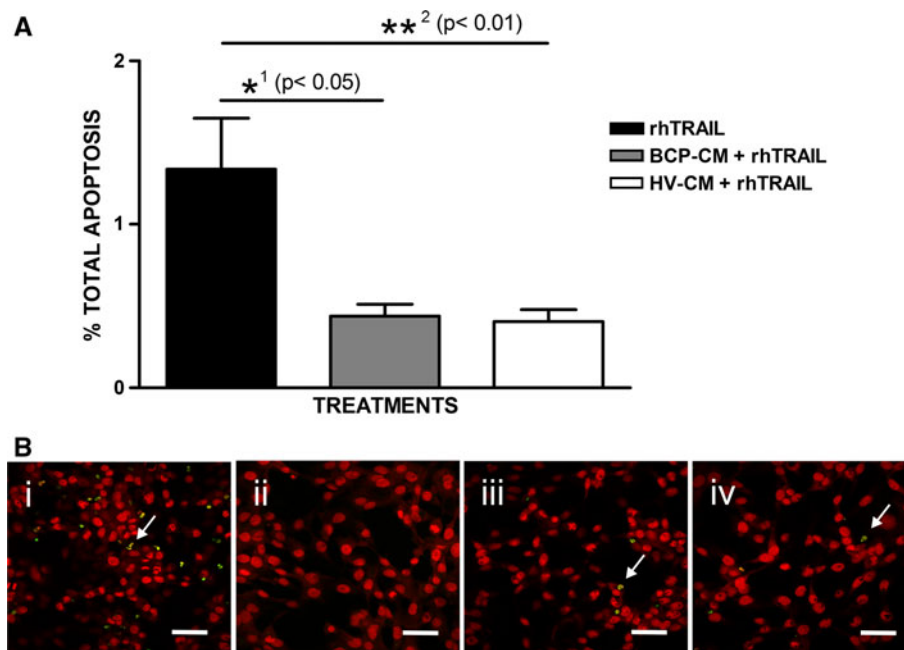 A
**² (p< 0.01)
*¹ (p< 0.05)
2
1
0
% TOTAL APOPTOSIS
TREATMENTS
rhTRAIL
BCP-CM + rhTRAIL
HV-CM + rhTRAIL
B
i
ii
iii
iv